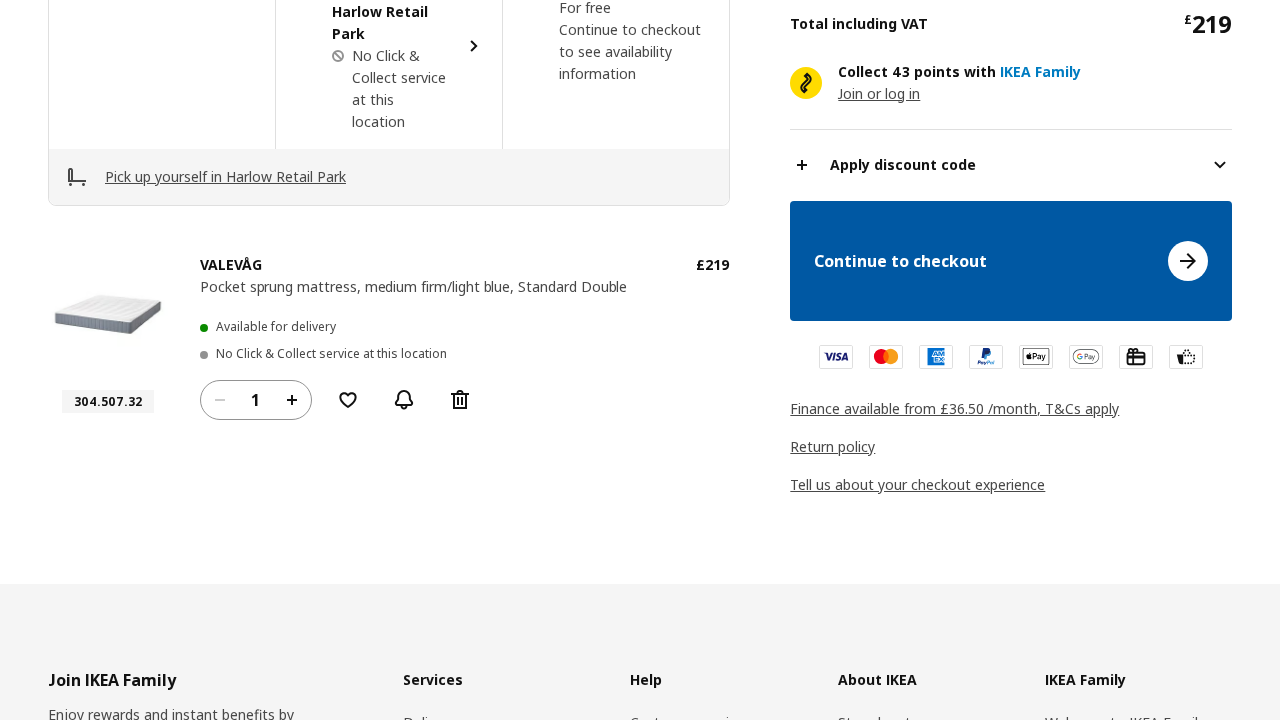 Harlow Retail
Park
No Click &
Collect service
at this
location
For free
Continue to checkout
to see availability
information
Pick up yourself in Harlow Retail Park
VALEVÅG
£219
Pocket sprung mattress, medium firm/light blue, Standard Double
Available for delivery
No Click & Collect service at this location
304.507.32
1
Total including VAT
£219
Collect 43 points with IKEA Family
Join or log in
Apply discount code
Continue to checkout
VISA
AMEX
PayPal
Pay
G Pay
Finance available from £36.50 /month, T&Cs apply
Return policy
Tell us about your checkout experience
Join IKEA Family
Enjoy rewards and instant benefits by
Services
Help
About IKEA
IKEA Family